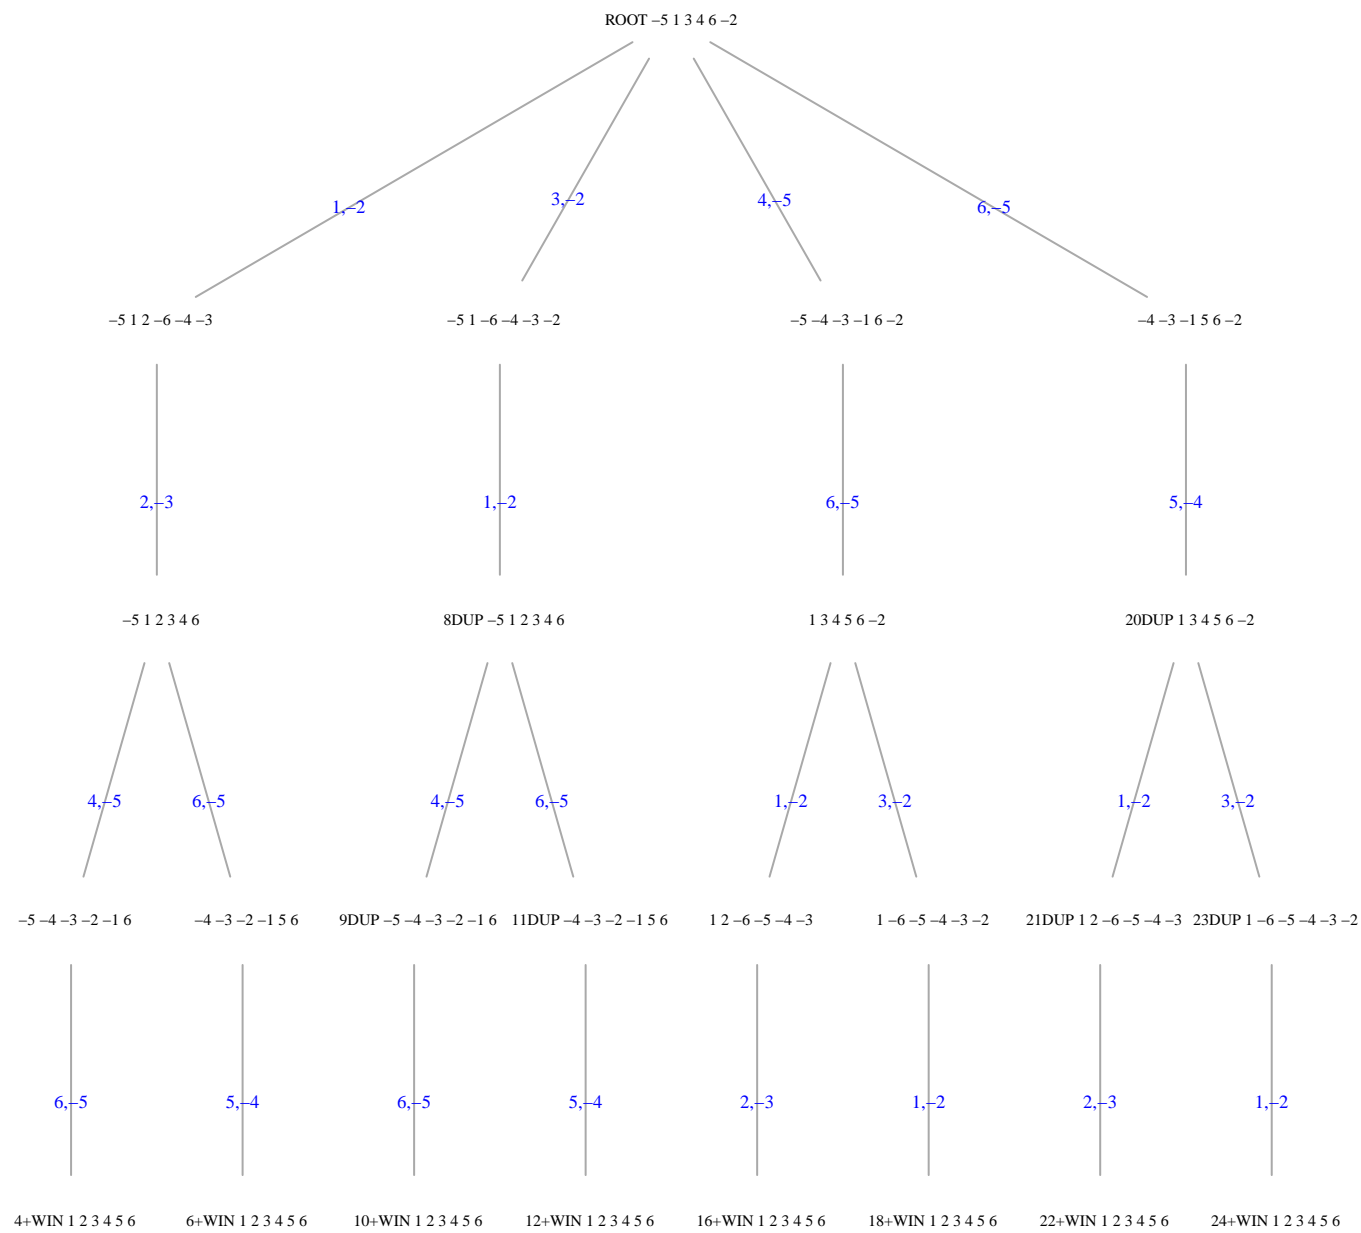 ROOT −5 1 3 4 6 −2
1,−2 3,−2 4,−5 6,−5
−5 1 2 −6 −4 −3 −5 1 −6 −4 −3 −2 −5 −4 −3 −1 6 −2 −4 −3 −1 5 6 −2
2,−3 1,−2 6,−5 5,−4
−5 1 2 3 4 6 8DUP −5 1 2 3 4 6 1 3 4 5 6 −2 20DUP 1 3 4 5 6 −2
4,−5 6,−5 4,−5 6,−5 1,−2 3,−2 1,−2 3,−2
−5 −4 −3 −2 −1 6 −4 −3 −2 −1 5 6 9DUP −5 −4 −3 −2 −1 6 11DUP −4 −3 −2 −1 5 6 1 2 −6 −5 −4 −3 1 −6 −5 −4 −3 −2 21DUP 1 2 −6 −5 −4 −3 23DUP 1 −6 −5 −4 −3 −2
6,−5 5,−4 6,−5 5,−4 2,−3 1,−2 2,−3 1,−2
4+WIN 1 2 3 4 5 6 6+WIN 1 2 3 4 5 6 10+WIN 1 2 3 4 5 6 12+WIN 1 2 3 4 5 6 16+WIN 1 2 3 4 5 6 18+WIN 1 2 3 4 5 6 22+WIN 1 2 3 4 5 6 24+WIN 1 2 3 4 5 6